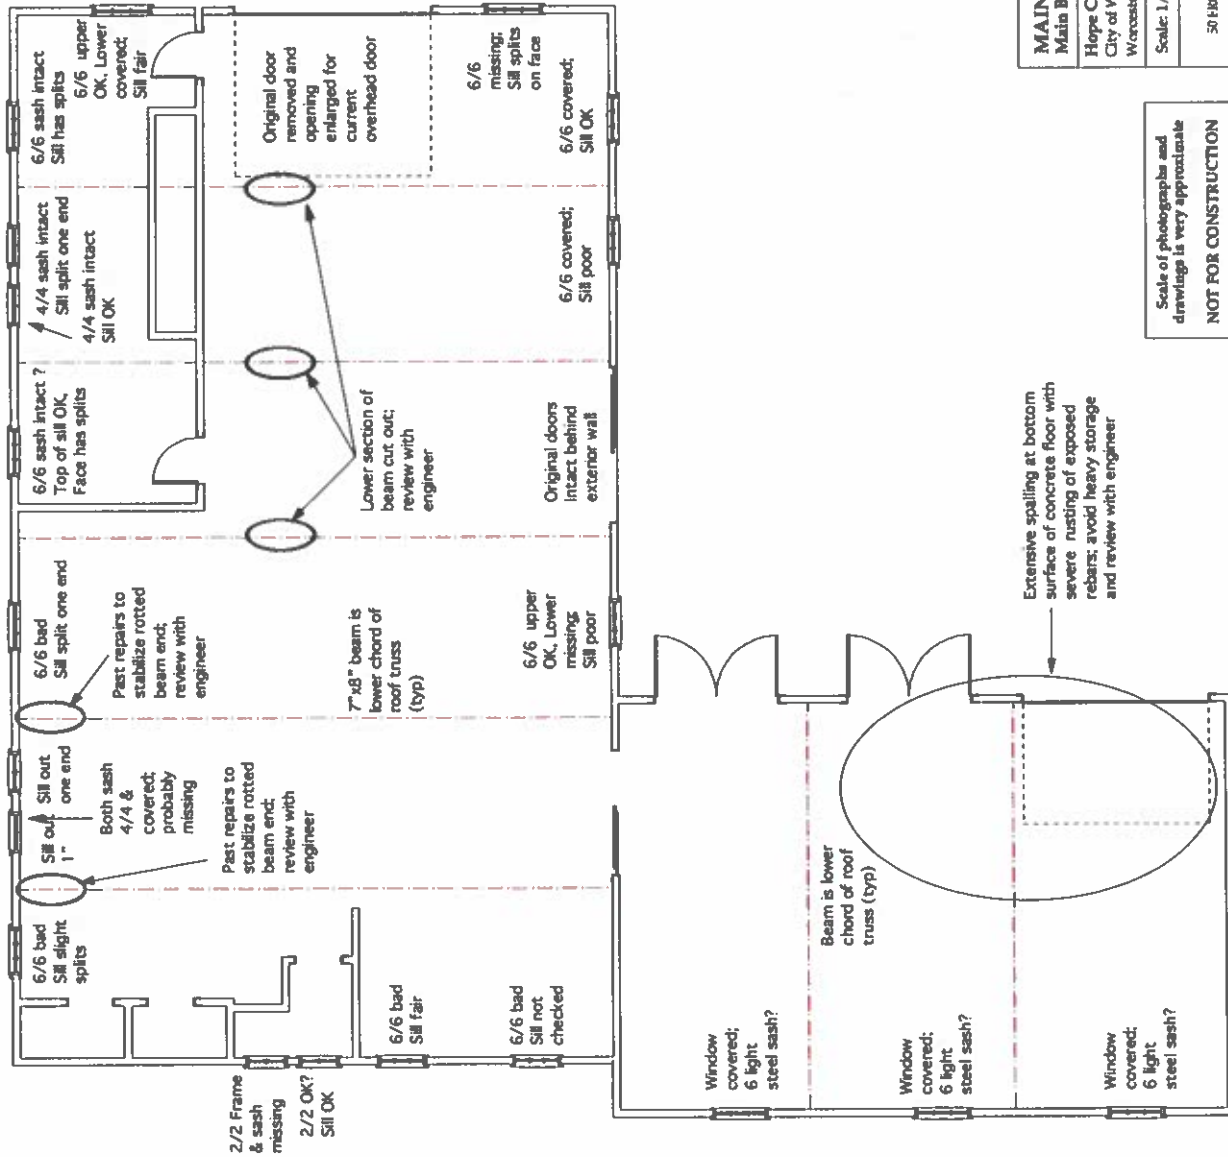 6/6 upper
OK. Lower
covered;
Sill fair
6/6 sash intact
Sill has splits
4/4 sash intact
Sill split one end
4/4 sash intact
Sill OK
6/6 sash intact ?
Top of sill OK,
Face has splits
6/6 bad
Sill split one end
Past repairs to
stabilize rotted
beam end;
review with
engineer
Sill out
one end
Sill out
1"
Both sash
4/4 &
covered;
probably
missing
Past repairs to
stabilize rotted
beam end;
review with
engineer
6/6 bad
Sill slight
splits
Original door
removed and
opening
enlarged for
current
overhead door
6/6
missing;
Sill splits
on face
6/6 covered;
Sill OK
6/6 covered;
Sill poor
Lower section of
beam cut out;
review with
engineer
Original doors
intact behind
exterior wall
7"x8" beam is
lower chord of
roof truss
(typ)
6/6 upper
OK, Lower
missing;
Sill poor
2/2 Frame
& sash
missing
2/2 OK?
Sill OK
6/6 bad
Sill fair
6/6 bad
Sill not
checked
Window
covered;
6 light
steel sash?
Window
covered;
6 light
steel sash?
Window
covered;
6 light
steel sash?
Beam is lower
chord of roof
truss (typ)
Extensive spalling at bottom
surface of concrete floor with
severe rusting of exposed
rebars; avoid heavy storage
and review with engineer
Scale of photographs and
drawings is very approximate
NOT FOR CONSTRUCTION
MAIN
Main B
Hope C
City of W
Worcest
Scale: 1/